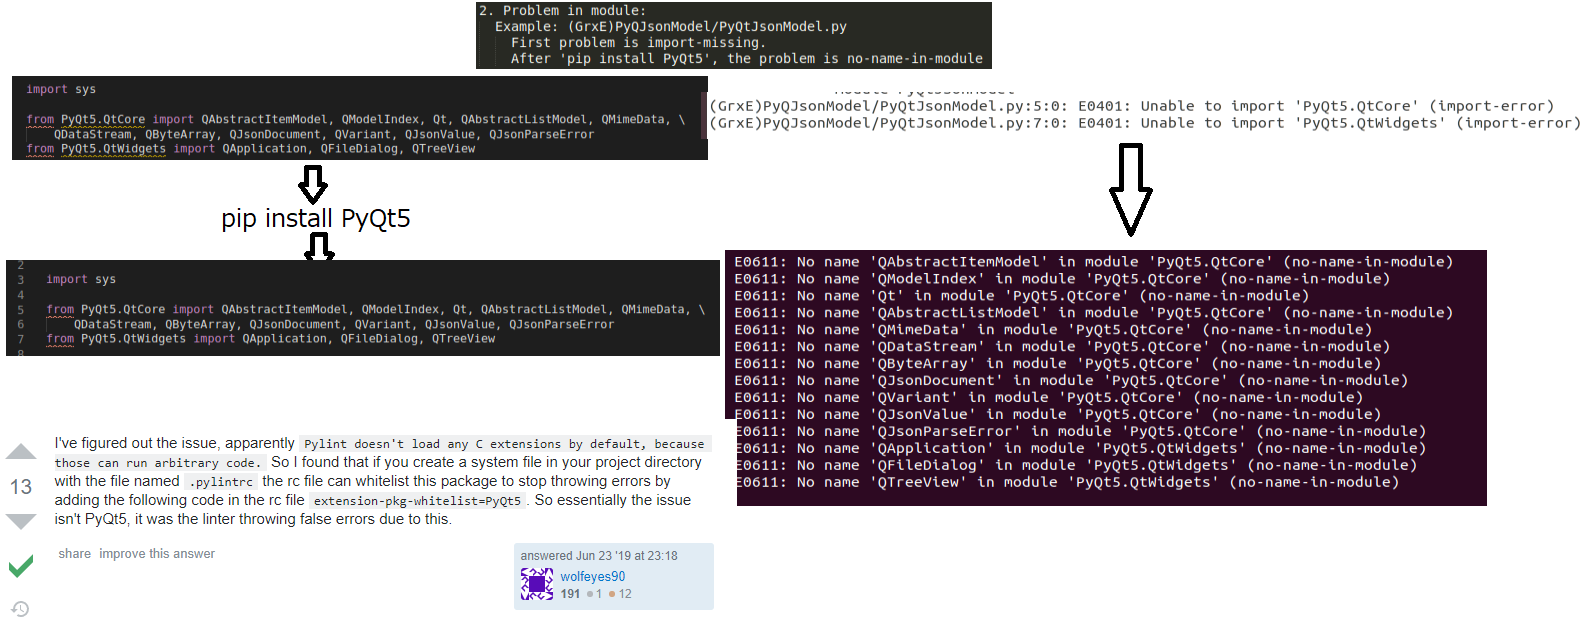 2. Problem in module:
Example: (GrxE)PyQJsonModel/PyQtJsonModel.py
First problem is import-missing.
After 'pip install PyQt5', the problem is no-name-in-module
import sys
from PyQt5.QtCore import QAbstractItemModel, QModelIndex, Qt, QAbstractListModel, QMimeData, \
QDataStream, QByteArray, QJsonDocument, QVariant, QJsonValue, QJsonParseError
from PyQt5.QtWidgets import QApplication, QFileDialog, QTreeView
(GrxE)PyQJsonModel/PyQtJsonModel.py:5:0: E0401: Unable to import 'PyQt5.QtCore' (import-error)
(GrxE)PyQJsonModel/PyQtJsonModel.py:7:0: E0401: Unable to import 'PyQt5.QtWidgets' (import-error)
pip install PyQt5
2
3 import sys
4
5 from PyQt5.QtCore import QAbstractItemModel, QModelIndex, Qt, QAbstractListModel, QMimeData, \
6 QDataStream, QByteArray, QJsonDocument, QVariant, QJsonValue, QJsonParseError
7 from PyQt5.QtWidgets import QApplication, QFileDialog, QTreeView
8
E0611: No name 'QAbstractItemModel' in module 'PyQt5.QtCore' (no-name-in-module)
E0611: No name 'QModelIndex' in module 'PyQt5.QtCore' (no-name-in-module)
E0611: No name 'Qt' in module 'PyQt5.QtCore' (no-name-in-module)
E0611: No name 'QAbstractListModel' in module 'PyQt5.QtCore' (no-name-in-module)
E0611: No name 'QMimeData' in module 'PyQt5.QtCore' (no-name-in-module)
E0611: No name 'QDataStream' in module 'PyQt5.QtCore' (no-name-in-module)
E0611: No name 'QByteArray' in module 'PyQt5.QtCore' (no-name-in-module)
E0611: No name 'QJsonDocument' in module 'PyQt5.QtCore' (no-name-in-module)
E0611: No name 'QVariant' in module 'PyQt5.QtCore' (no-name-in-module)
E0611: No name 'QJsonValue' in module 'PyQt5.QtCore' (no-name-in-module)
E0611: No name 'QJsonParseError' in module 'PyQt5.QtCore' (no-name-in-module)
E0611: No name 'QApplication' in module 'PyQt5.QtWidgets' (no-name-in-module)
E0611: No name 'QFileDialog' in module 'PyQt5.QtWidgets' (no-name-in-module)
E0611: No name 'QTreeView' in module 'PyQt5.QtWidgets' (no-name-in-module)
I've figured out the issue, apparently Pylint doesn't load any C extensions by default, because
those can run arbitrary code. So I found that if you create a system file in your project directory
with the file named .pylintrc the rc file can whitelist this package to stop throwing errors by
adding the following code in the rc file extension-pkg-whitelist=PyQt5. So essentially the issue
isn't PyQt5, it was the linter throwing false errors due to this.
13
share improve this answer
answered Jun 23 '19 at 23:18
wolfeyes90
191 1 12